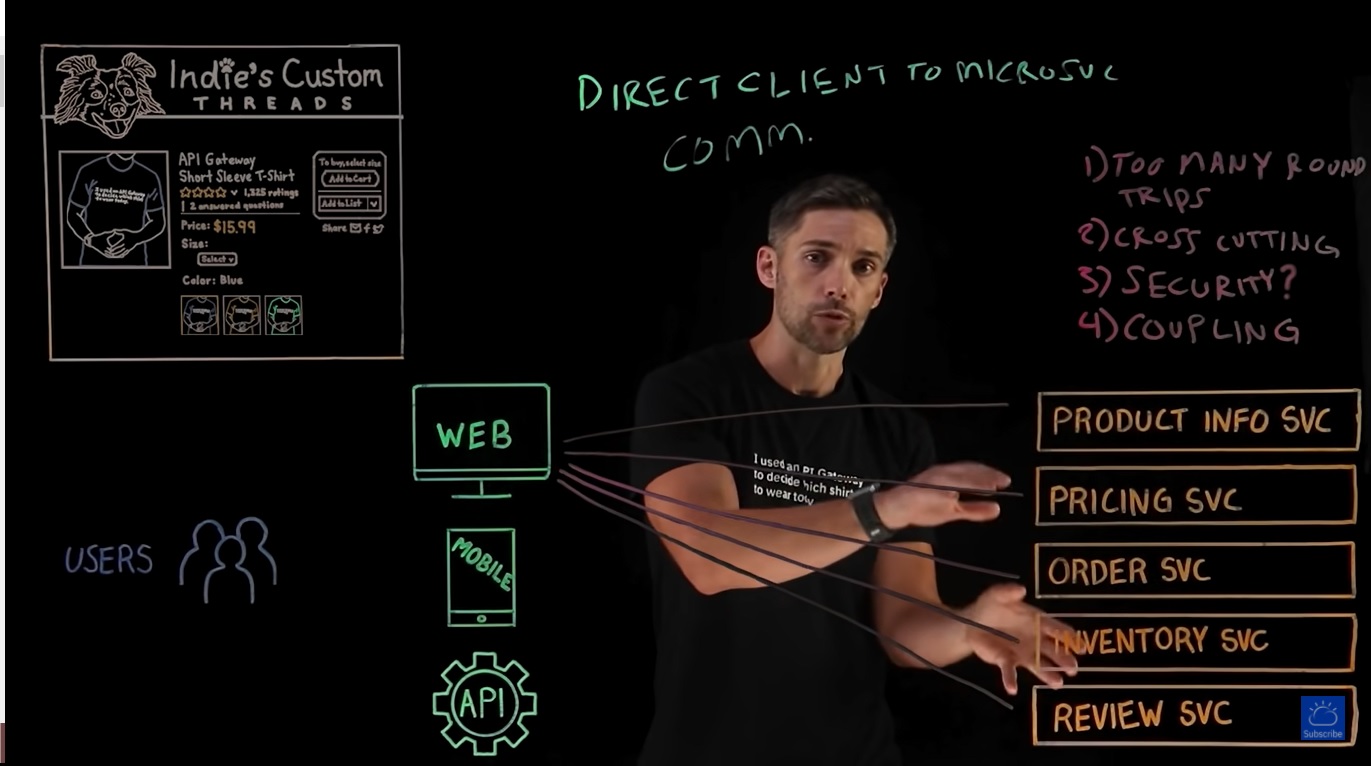 Indie's Custom
THREADS
API Gateway
Short Sleeve T-Shirt
1,325 ratings
| 2 answered questions
Price: $15.99
Size:
Select v
Color: Blue
To buy, select size
Add to Cart
Add to List
Share
DIRECT CLIENT TO MICROSVC
COMM.
1) TOO MANY ROUND
TRIPS
2) CROSS CUTTING
3) SECURITY?
4) COUPLING
WEB
MOBILE
API
USERS
I used an PI Gateway
to decide hich shirt
to wear tod
PRODUCT INFO SVC
PRICING SVC
ORDER SVC
INVENTORY SVC
REVIEW SVC
Subscribe